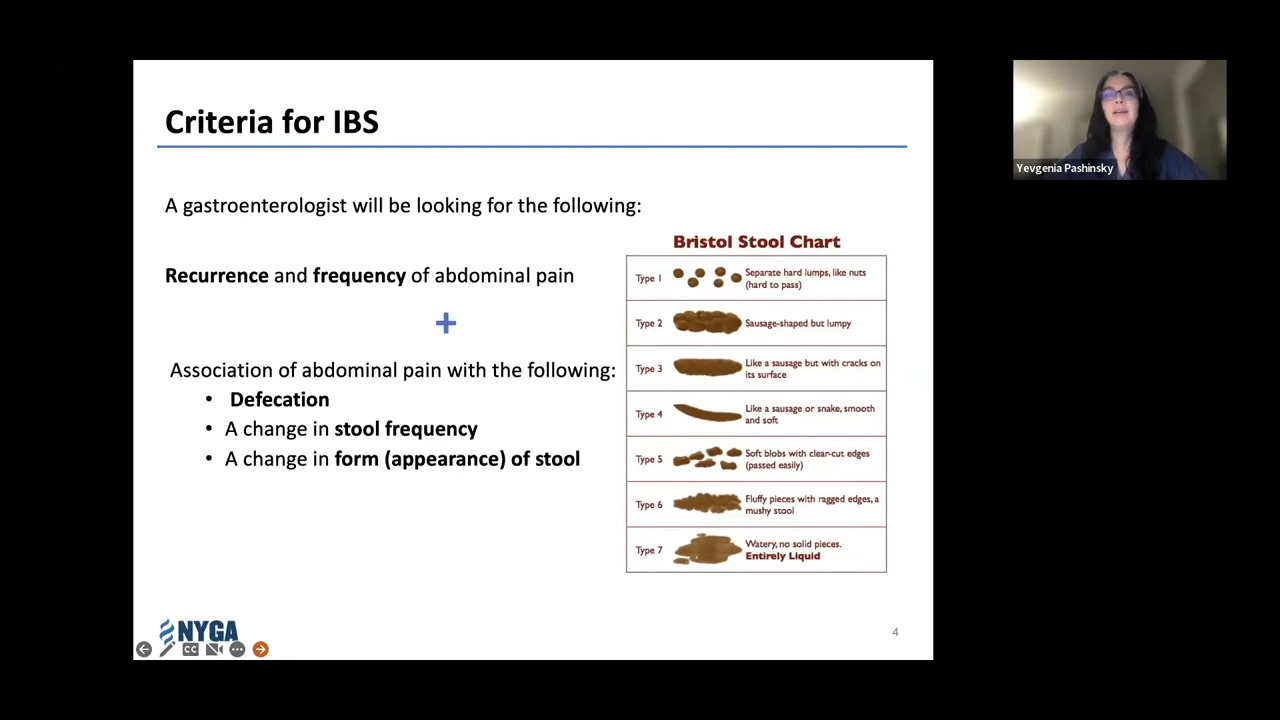 Criteria for IBS
A gastroenterologist will be looking for the following:
Recurrence and frequency of abdominal pain
+
Association of abdominal pain with the following:
• Defecation
• A change in stool frequency
• A change in form (appearance) of stool
Bristol Stool Chart
Type 1
Separate hard lumps, like nuts
(hard to pass)
Type 2
Sausage-shaped but lumpy
Type 3
Like a sausage but with cracks on
its surface
Type 4
Like a sausage or snake, smooth
and soft
Type 5
Soft blobs with clear-cut edges
(passed easily)
Type 6
Fluffy pieces with ragged edges, a
mushy stool
Type 7
Watery, no solid pieces.
Entirely Liquid
NYGA
CC
4
Yevgenia Pashinsky